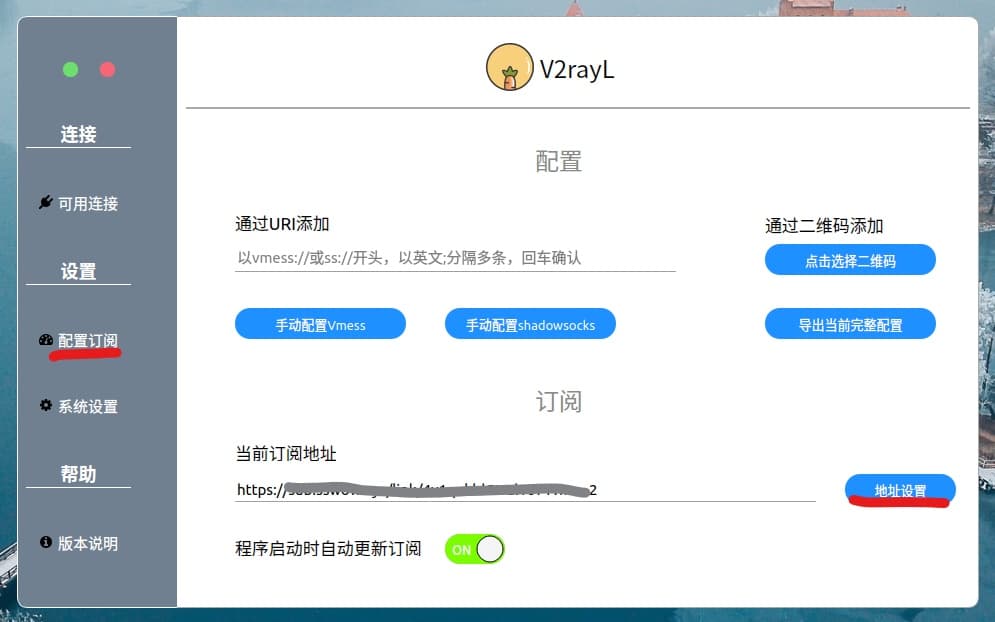 V2rayL
连接
可用连接
设置
配置订阅
系统设置
帮助
版本说明
配置
通过URI添加
以vmess://或ss://开头，以英文;分隔多条，回车确认
通过二维码添加
点击选择二维码
手动配置Vmess
手动配置shadowsocks
导出当前完整配置
订阅
当前订阅地址
https://
2
地址设置
程序启动时自动更新订阅
ON